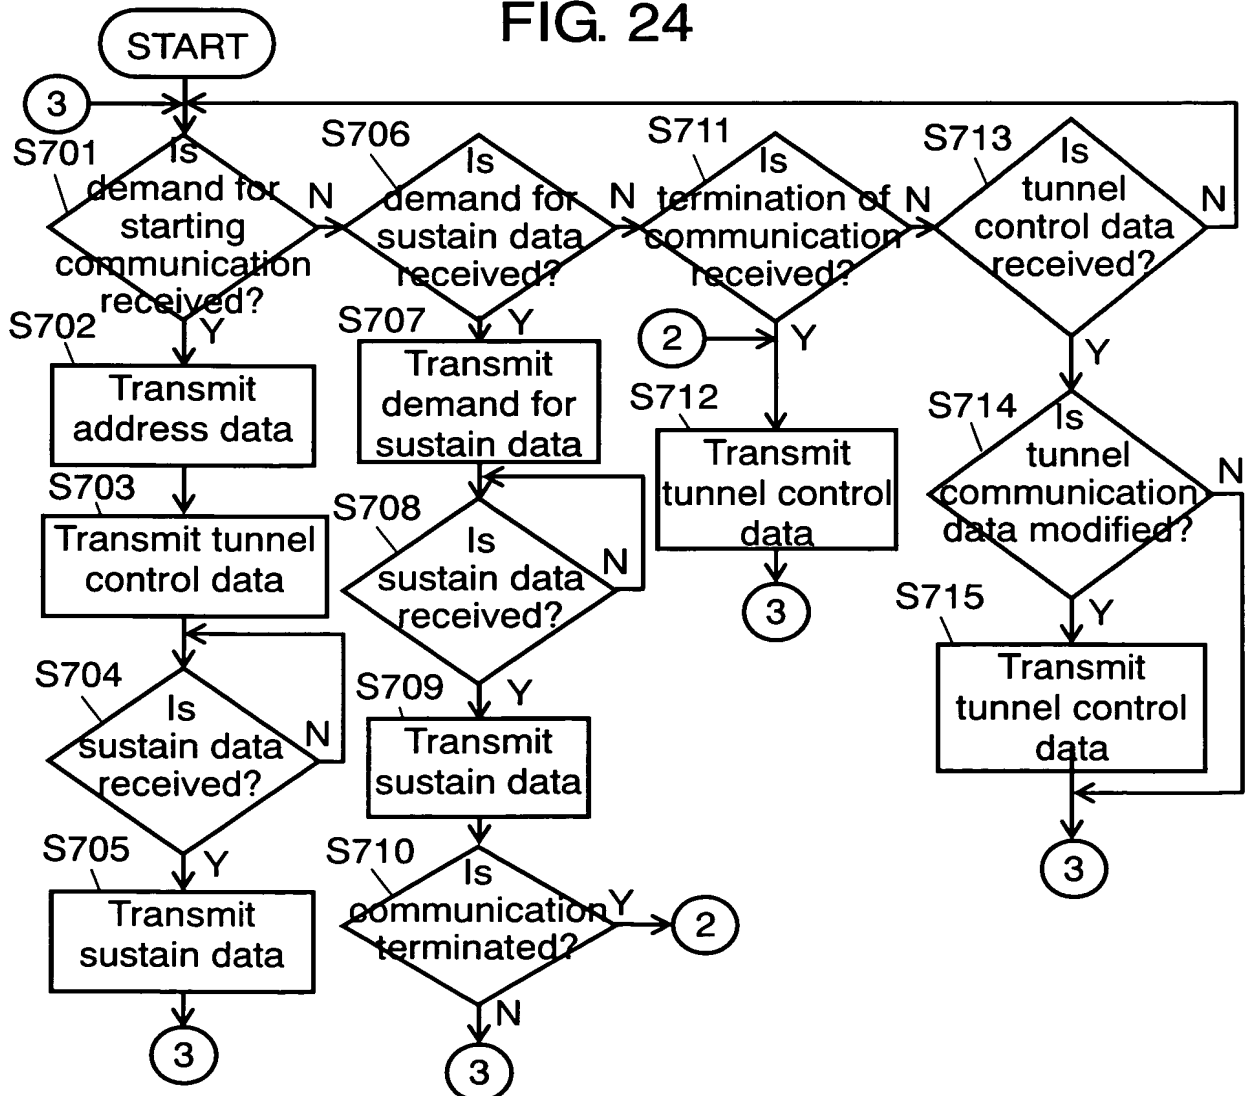 FIG. 24
START
3
S701
Is
demand for
starting
communication
received?
N
Y
S702
Transmit
address data
S703
Transmit tunnel
control data
S704
Is
sustain data
received?
N
Y
S705
Transmit
sustain data
3
S706
Is
demand for
sustain data
received?
N
Y
S707
Transmit
demand for
sustain data
S708
Is
sustain data
received?
N
Y
S709
Transmit
sustain data
S710
Is
communication
terminated?
Y
2
N
3
S711
Is
termination of
communication
received?
N
Y
2
S712
Transmit
tunnel control
data
3
S713
Is
tunnel
control data
received?
N
Y
S714
Is
tunnel
communication
data modified?
N
Y
S715
Transmit
tunnel control
data
3